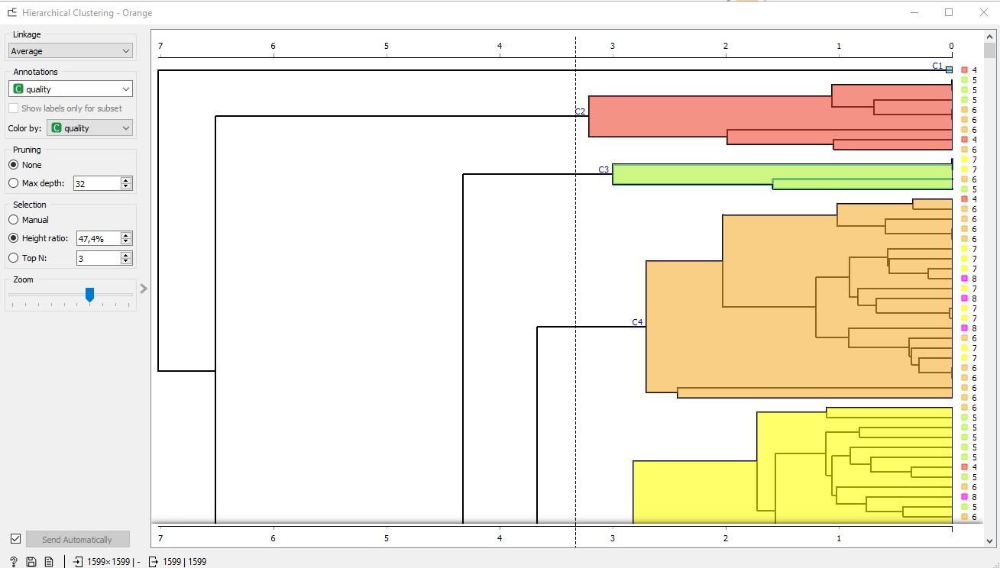 Hierarchical Clustering - Orange
Linkage
Average
Annotations
C quality
Show labels only for subset
Color by: C quality
Pruning
None
Max depth: 32
Selection
Manual
Height ratio: 47,4%
Top N: 3
Zoom
Send Automatically
? 1599×1599 | - 1599 | 1599
7 6 5 4 3 2 1 0
C1
C2
C3
C4
4
5
5
5
6
6
6
4
6
7
7
6
5
4
6
6
6
6
7
7
7
8
7
8
7
7
8
6
7
7
6
6
6
6
6
5
5
5
5
5
4
5
6
8
5
6
7 6 5 4 3 2 1 0